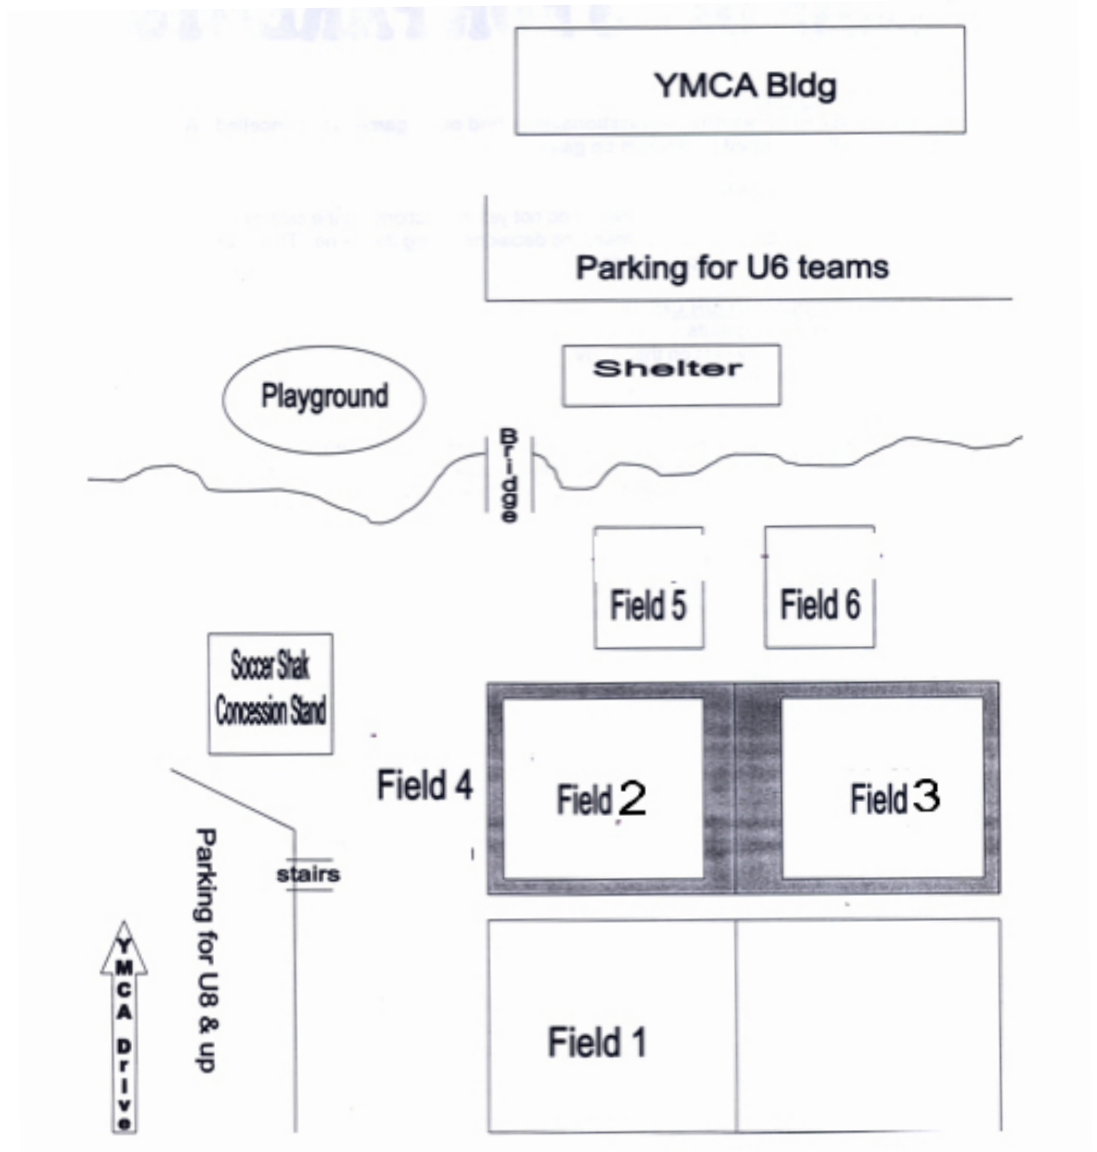 YMCA Bldg
Parking for U6 teams
Shelter
Playground
Bridge
Field 5
Field 6
Soccer Shak
Concession Stand
Field 4
Field 2
Field 3
stairs
Parking for U8 & up
YMCA Drive
Field 1